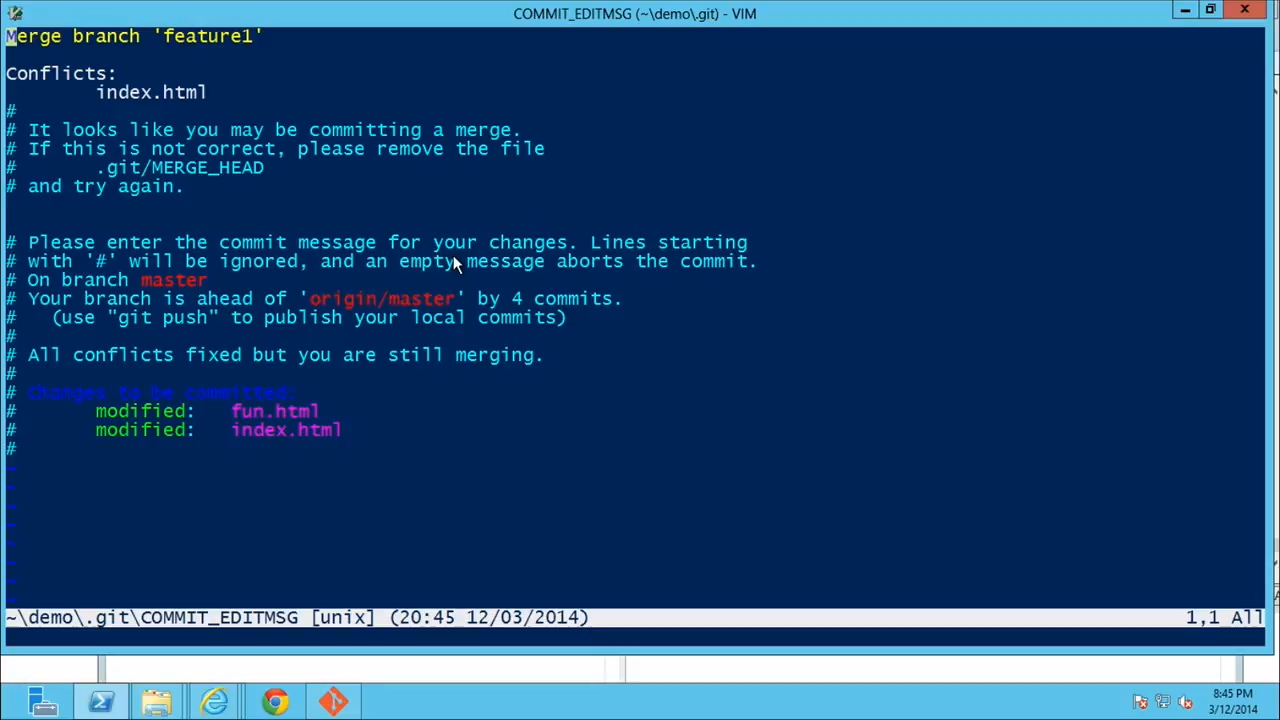 COMMIT_EDITMSG (~\demo\.git) - VIM
Merge branch 'feature1'
Conflicts:
index.html
#
# It looks like you may be committing a merge.
# If this is not correct, please remove the file
# .git/MERGE_HEAD
# and try again.
# Please enter the commit message for your changes. Lines starting
# with '#' will be ignored, and an empty message aborts the commit.
# On branch master
# Your branch is ahead of 'origin/master' by 4 commits.
# (use "git push" to publish your local commits)
#
# All conflicts fixed but you are still merging.
#
# Changes to be committed:
# modified: fun.html
# modified: index.html
#
~
~
~
~
~
~
~
~\demo\.git\COMMIT_EDITMSG [unix] (20:45 12/03/2014) 1,1 All
8:45 PM
3/12/2014